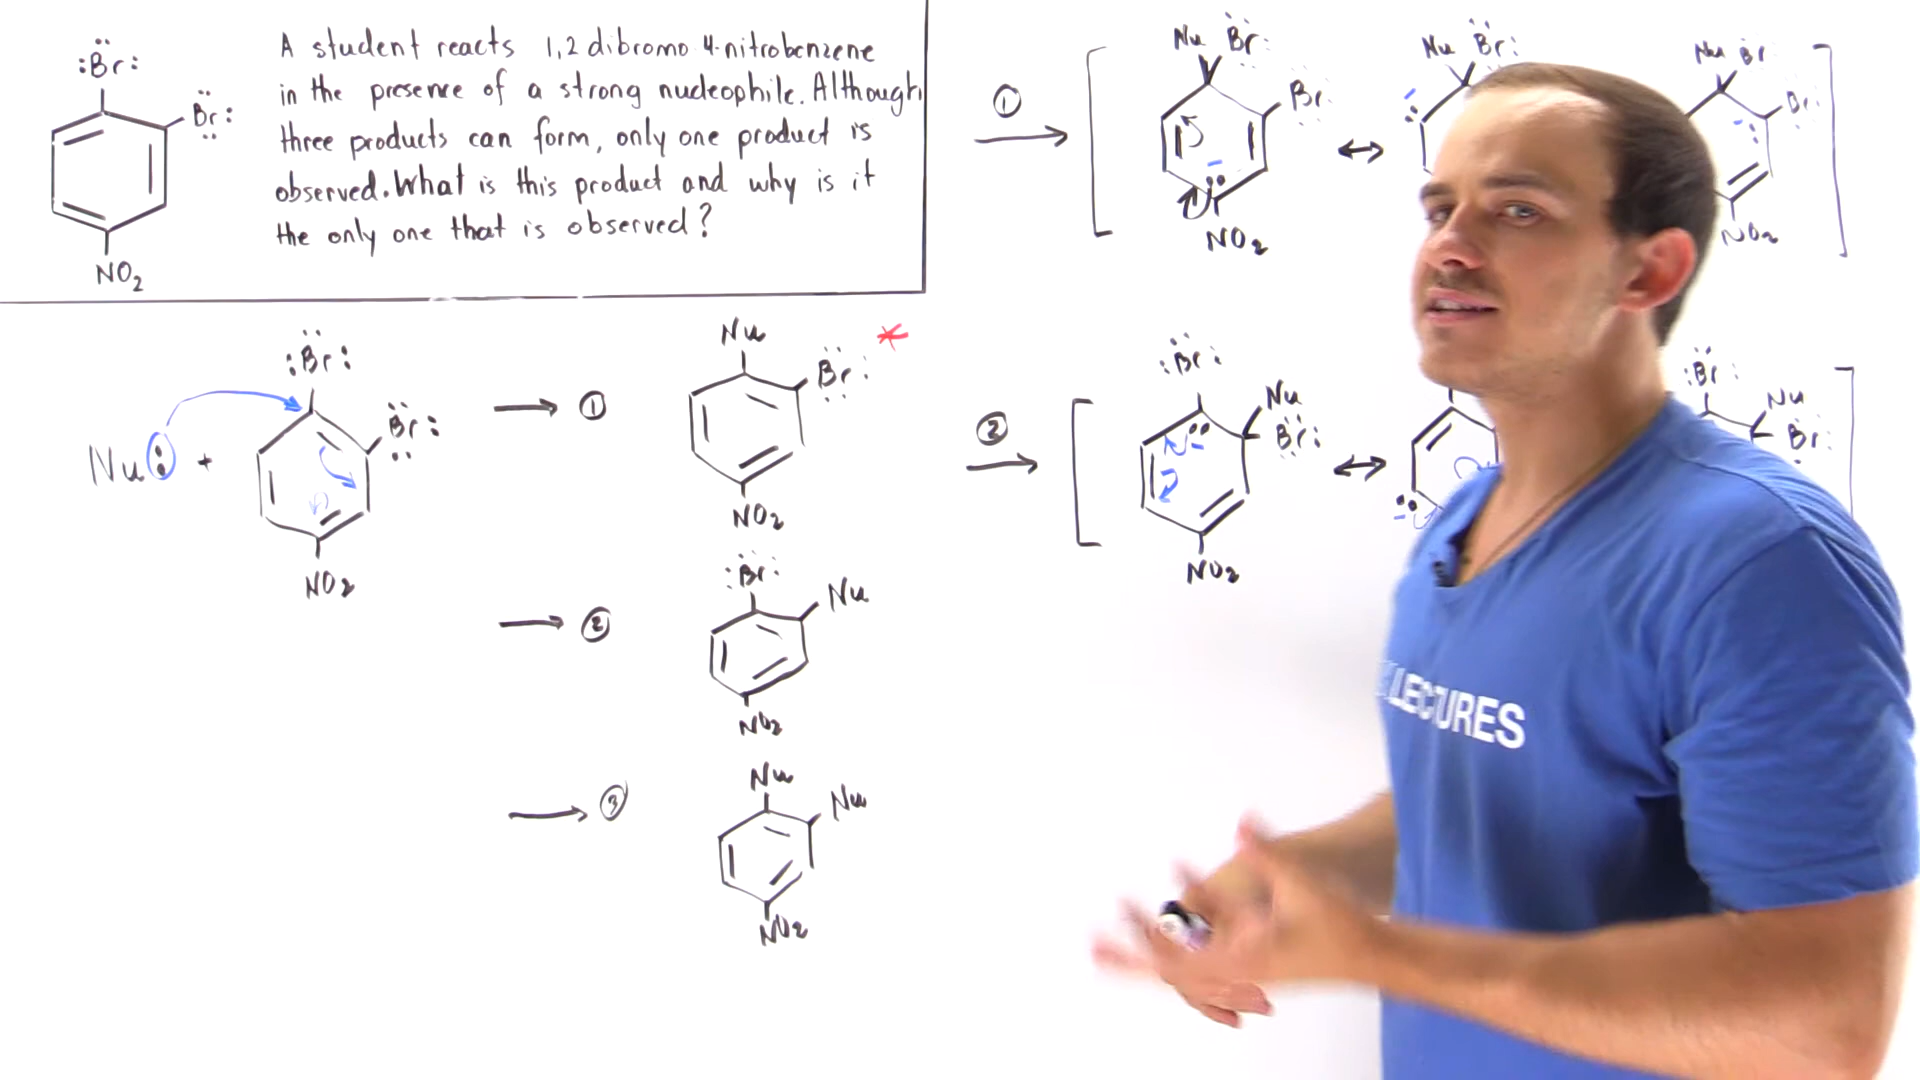 A student reacts 1,2 dibromo 4-nitrobenzene
in the presence of a strong nucleophile. Although
three products can form, only one product is
observed. What is this product and why is it
the only one that is observed?
:Br:
Br:
NO2
①
Nu Br:
Br:
NO2
Nu Br:
Nu Br
Br:
NO2
:Br:
Br:
Nu: +
NO2
①
Nu
Br: *
NO2
②
:Br:
Nu
Br:
NO2
:Br:
Nu
Br:
②
:Br:
Nu
NO2
③
Nu
Nu
NO2
LECTURES